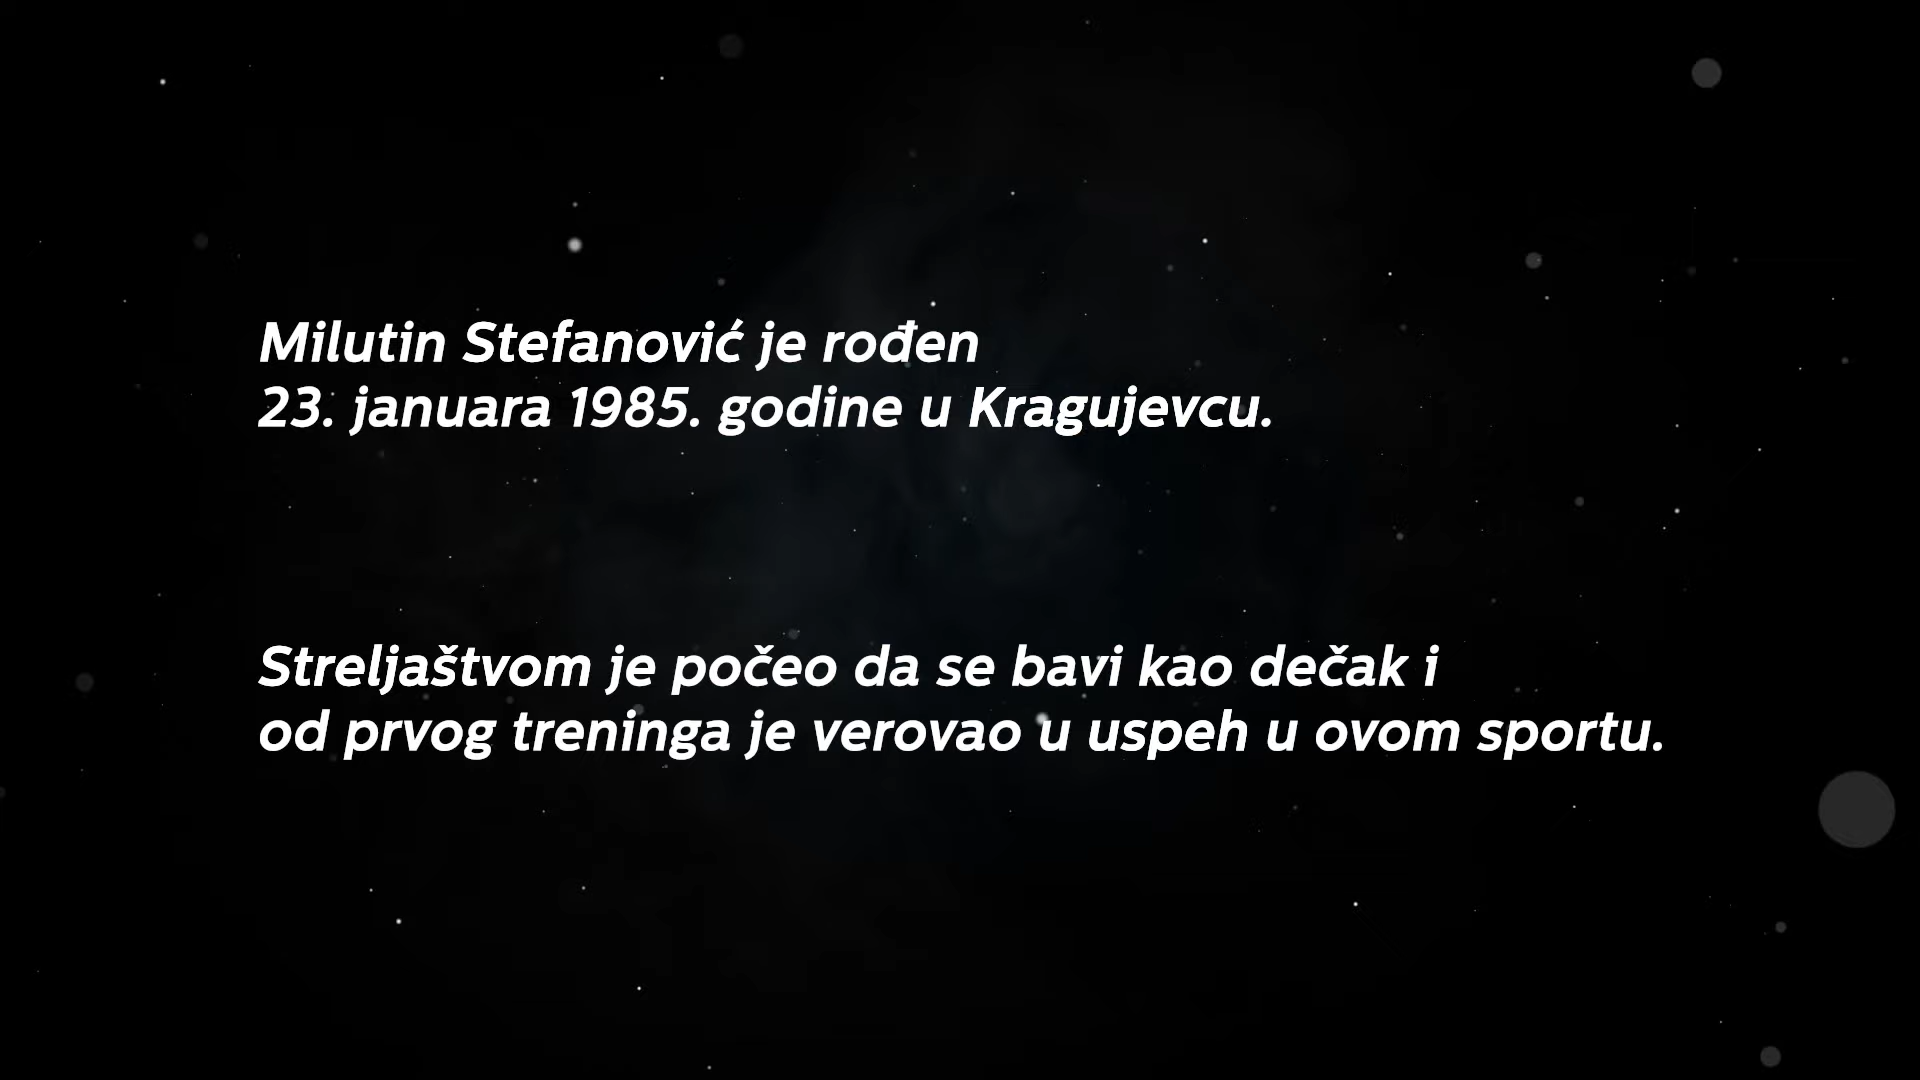 Milutin Stefanović je rođen
23. januara 1985. godine u Kragujevcu.
Streljaštvom je počeo da se bavi kao dečak i
od prvog treninga je verovao u uspeh u ovom sportu.